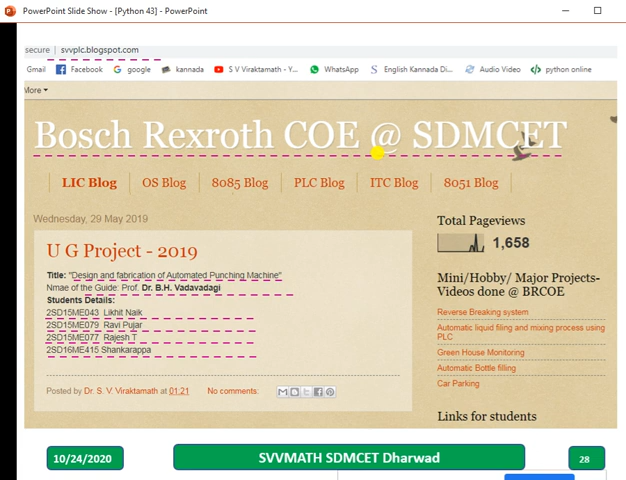 PowerPoint Slide Show - [Python 43] - PowerPoint
secure | svvplc.blogspot.com
Gmail Facebook google kannada S V Viraktamath - Y... WhatsApp English Kannada Di... Audio Video python online
More
Bosch Rexroth COE @ SDMCET
LIC Blog OS Blog 8085 Blog PLC Blog ITC Blog 8051 Blog
Wednesday, 29 May 2019
U G Project - 2019
Title: "Design and fabrication of Automated Punching Machine"
Nmae of the Guide: Prof. Dr. B.H. Vadavadagi
Students Details:
2SD15ME043 Likhit Naik
2SD15ME079 Ravi Pujar
2SD15ME077 Rajesh T
2SD16ME415 Shankarappa
Posted by Dr. S. V. Viraktamath at 01:21 No comments:
Total Pageviews
1,658
Mini/Hobby/ Major Projects-
Videos done @ BRCOE
Reverse Breaking system
Automatic liquid filling and mixing process using
PLC
Green House Monitoring
Automatic Bottle filling
Car Parking
Links for students
10/24/2020 SVVMATH SDMCET Dharwad 28